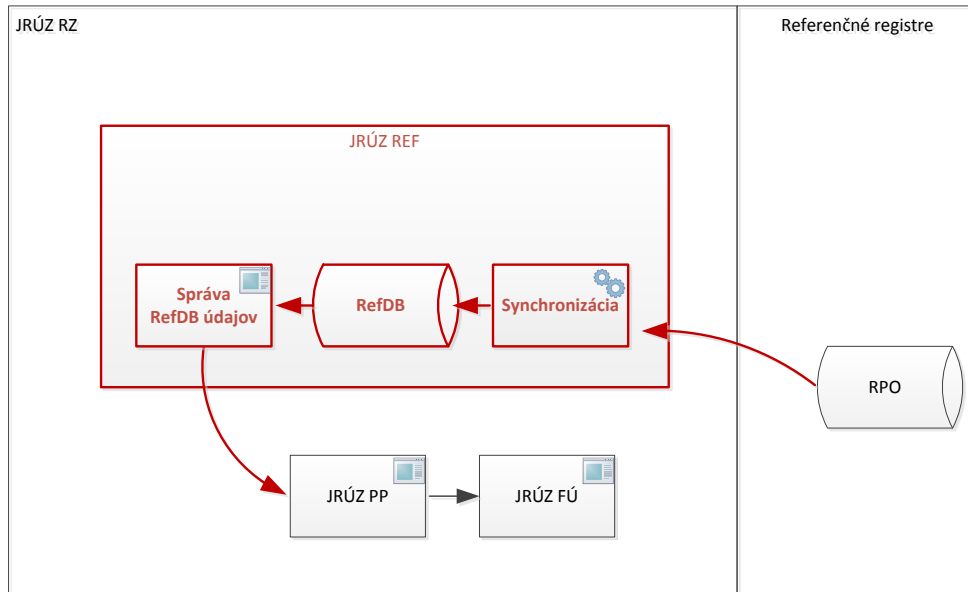 JRÚZ RZ
Referenčné registre
JRÚZ REF
Správa
RefDB údajov
RefDB
Synchronizácia
RPO
JRÚZ PP
JRÚZ FÚ